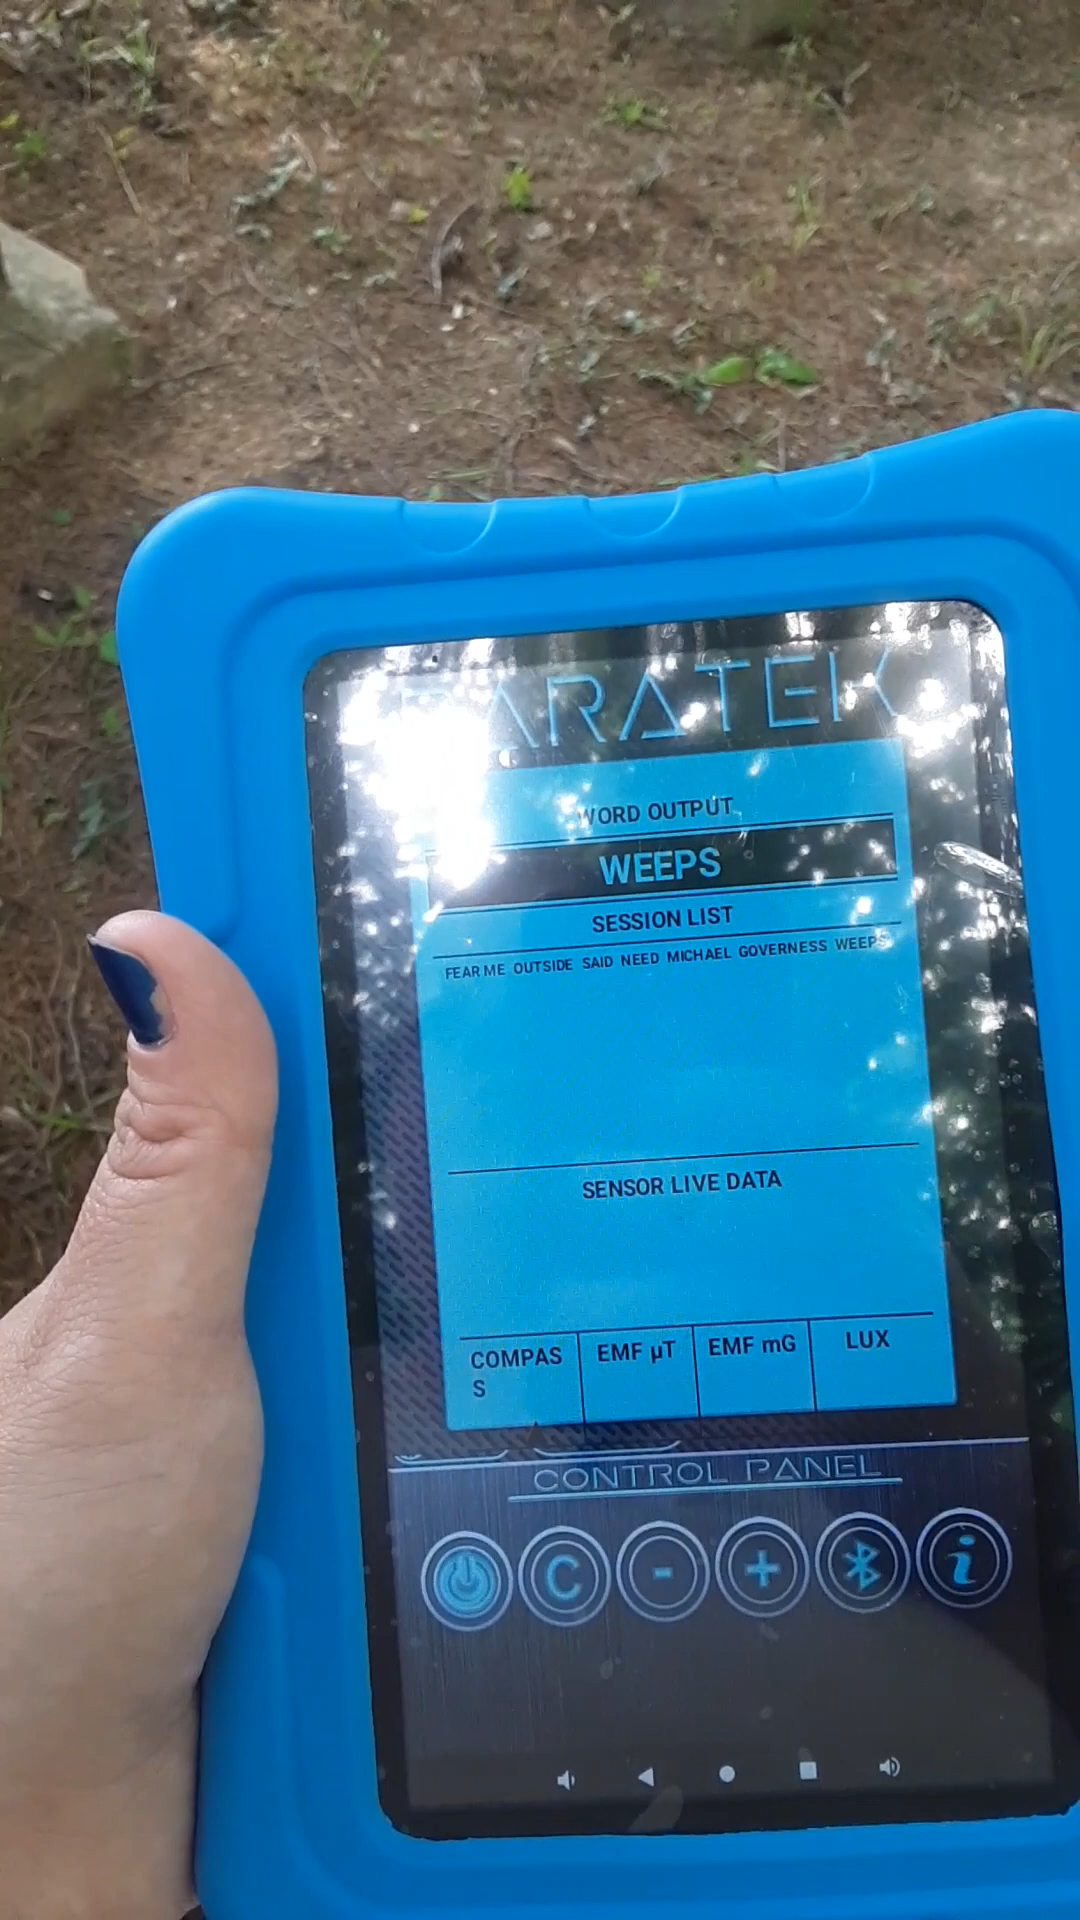 PARATEK
WORD OUTPUT
WEEPS
SESSION LIST
FEAR ME OUTSIDE SAID NEED MICHAEL GOVERNESS WEEPS
SENSOR LIVE DATA
COMPAS
S
EMF µT
EMF mG
LUX
CONTROL PANEL
C - + i